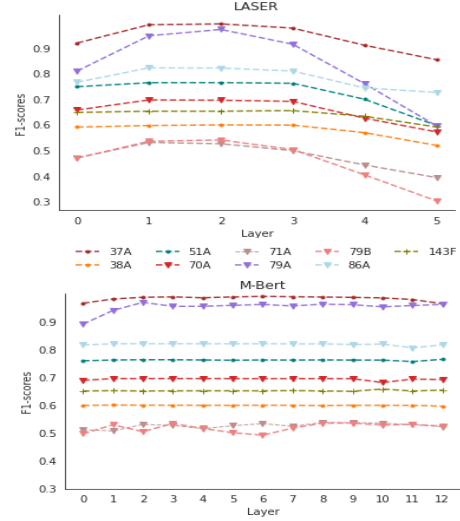 LASER
0.9
0.8
0.7
0.6
0.5
0.4
0.3
F1-scores
0 1 2 3 4 5
Layer
37A 51A 71A 79B 143F
38A 70A 79A 86A
M-Bert
0.9
0.8
0.7
0.6
0.5
0.4
0.3
F1-scores
0 1 2 3 4 5 6 7 8 9 10 11 12
Layer